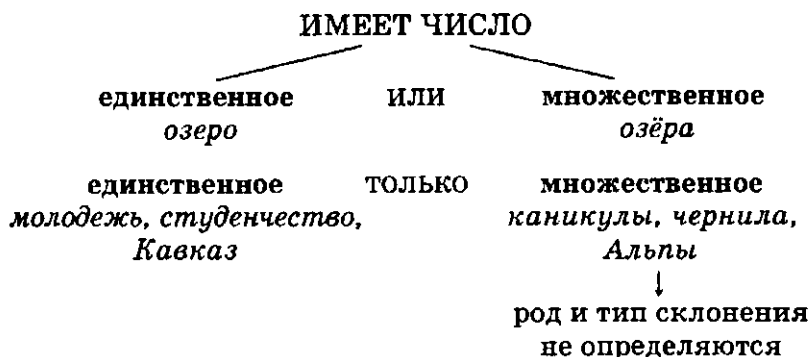 ИМЕЕТ ЧИСЛО
единственное ИЛИ множественное
озеро озёра
единственное ТОЛЬКО множественное
молодежь, студенчество, каникулы, чернила,
Кавказ Альпы
род и тип склонения
не определяются